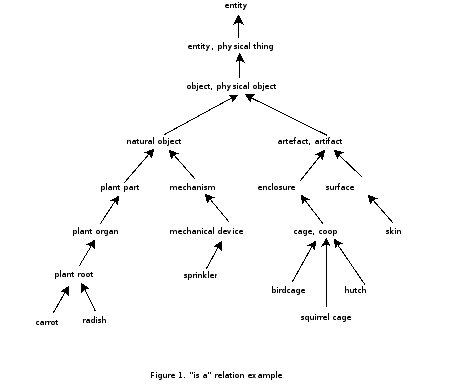 entity
entity, physical thing
object, physical object
natural object
artefact, artifact
plant part
mechanism
enclosure
surface
plant organ
mechanical device
cage, coop
skin
plant root
sprinkler
birdcage
hutch
squirrel cage
carrot
radish
Figure 1. "is a" relation example